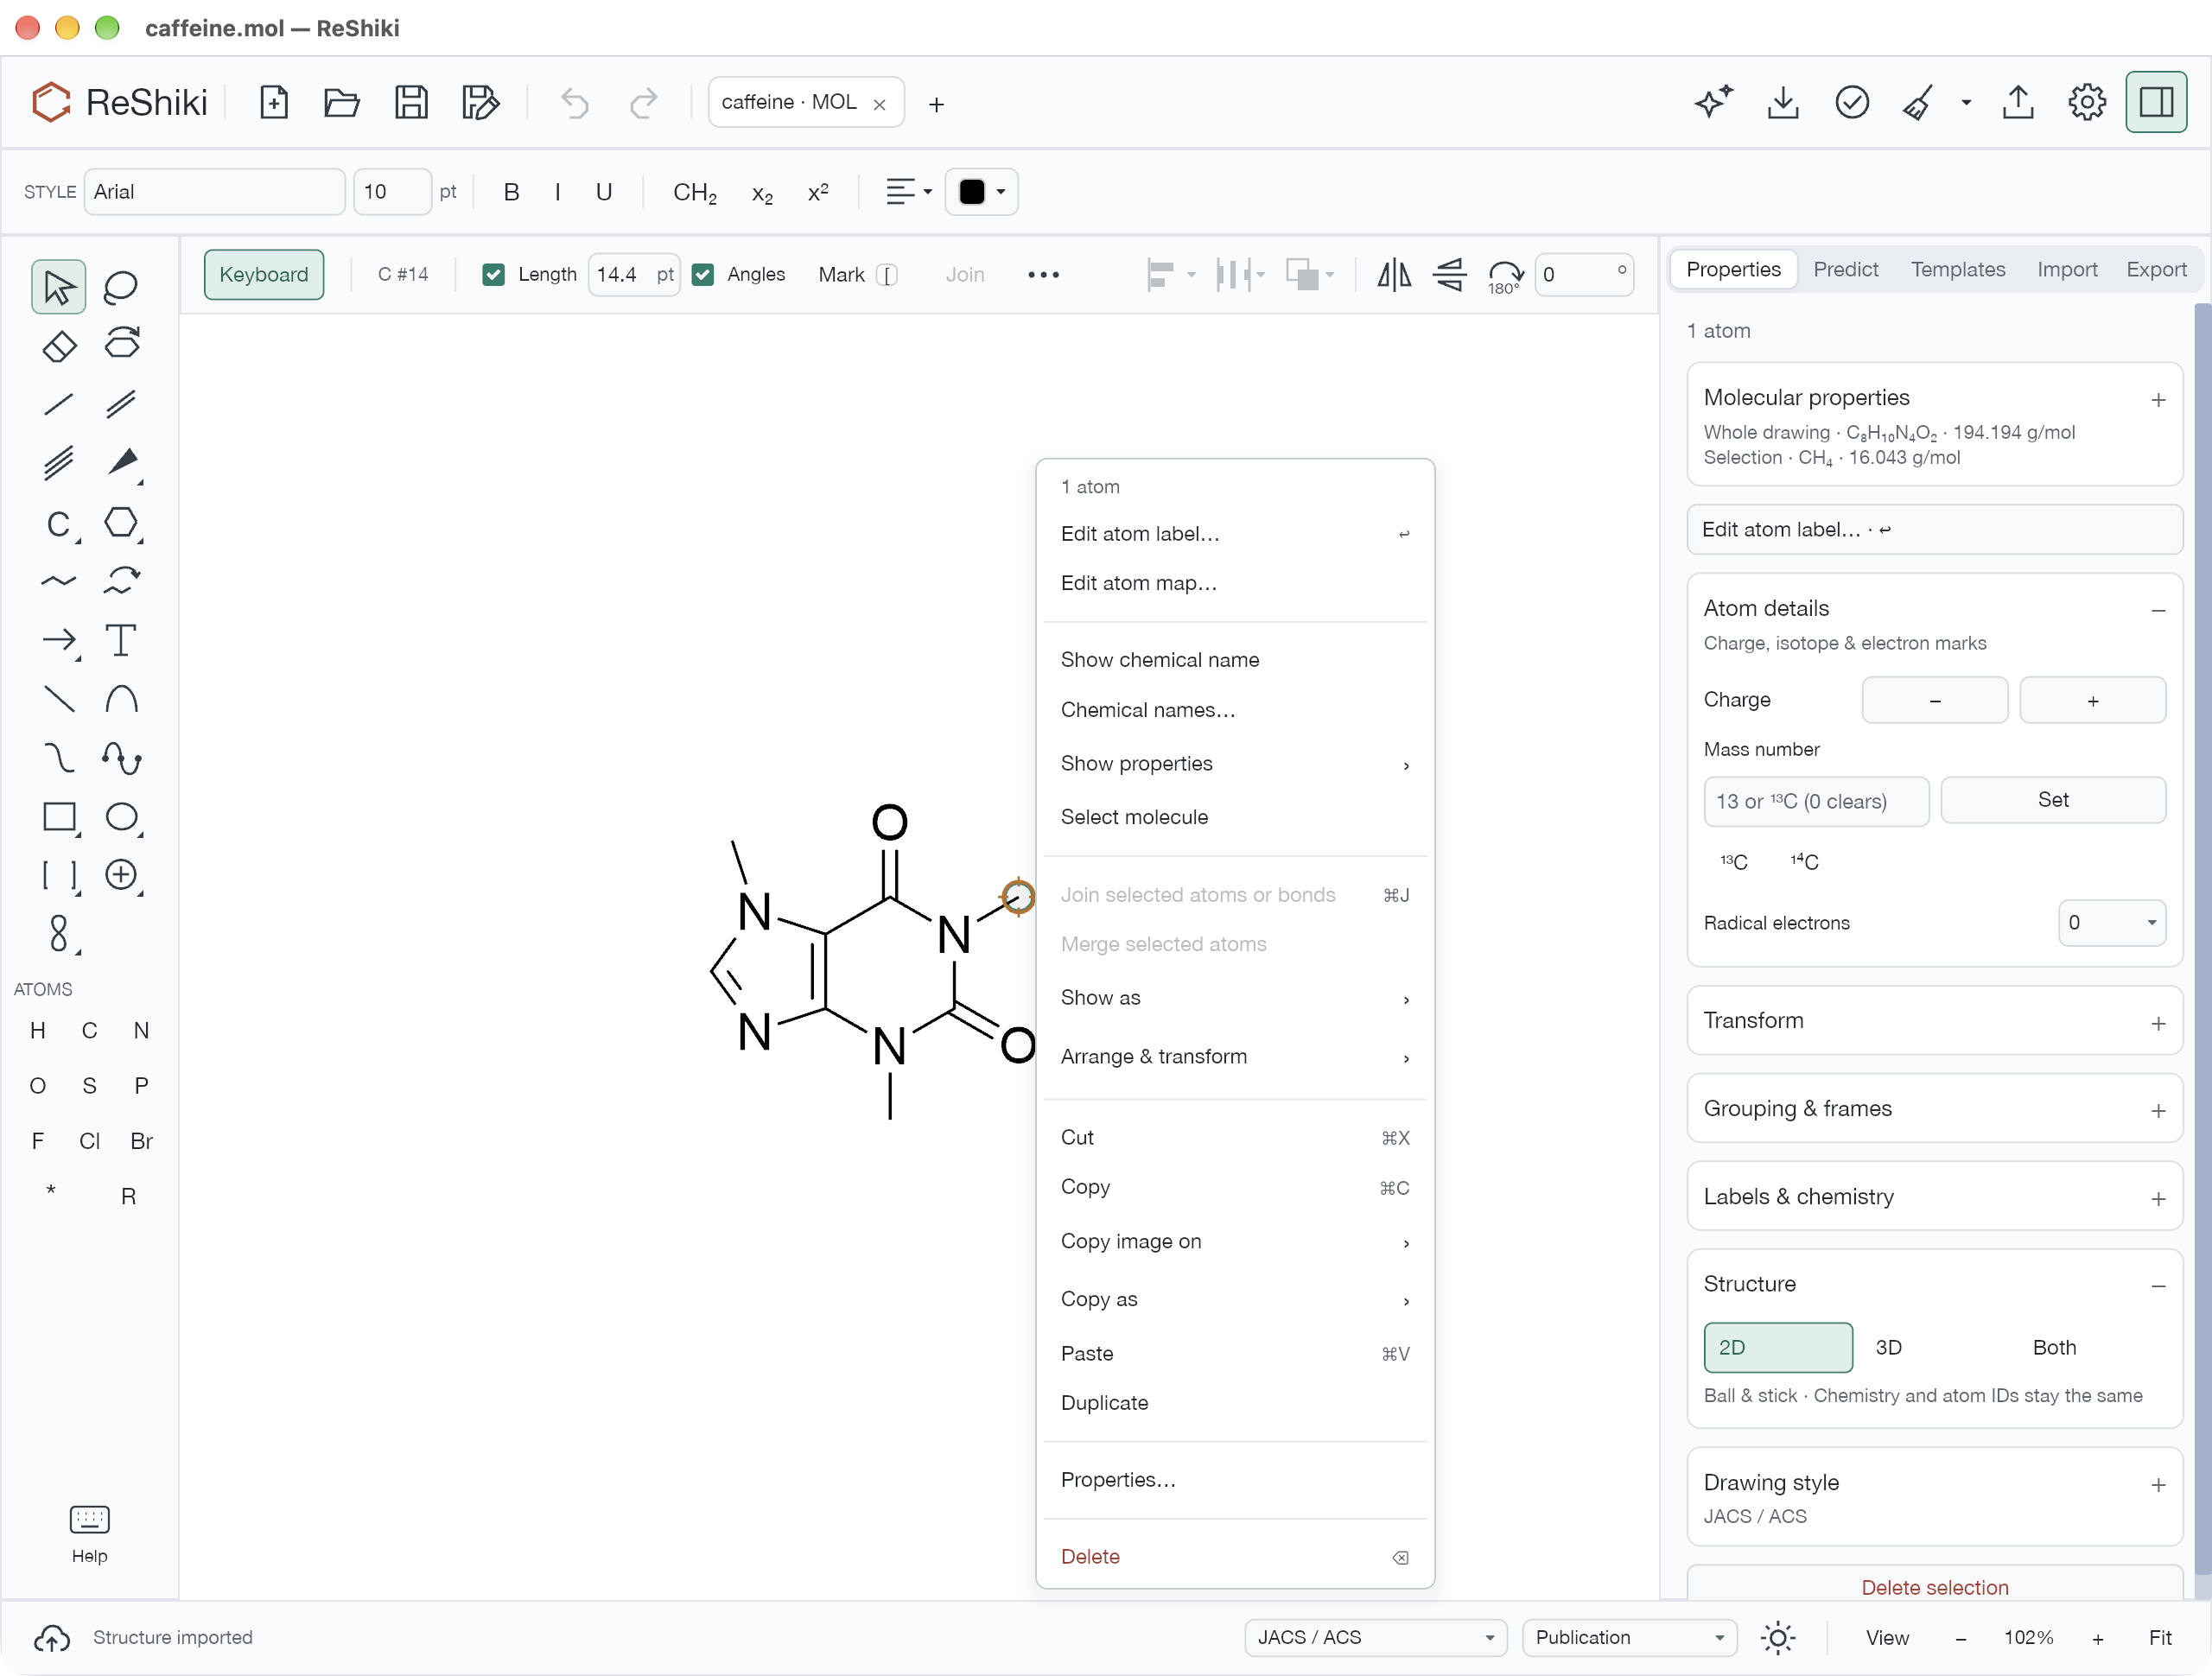 caffeine.mol — ReShiki
ReShiki
caffeine · MOL ×
+
STYLE Arial 10 pt B I U CH₂ x₂ x²
Keyboard C #14 Length 14.4 pt Angles Mark [ Join ••• 180° 0 °
Properties Predict Templates Import Export
C
T
[ ]
ATOMS
H C N
O S P
F Cl Br
* R
Help
O
N
N
N
N
O
1 atom
Edit atom label... ↩
Edit atom map...
Show chemical name
Chemical names...
Show properties ›
Select molecule
Join selected atoms or bonds ⌘J
Merge selected atoms
Show as ›
Arrange & transform ›
Cut ⌘X
Copy ⌘C
Copy image on ›
Copy as ›
Paste ⌘V
Duplicate
Properties...
Delete ⌫
1 atom
Molecular properties +
Whole drawing · C₈H₁₀N₄O₂ · 194.194 g/mol
Selection · CH₄ · 16.043 g/mol
Edit atom label... · ↩
Atom details −
Charge, isotope & electron marks
Charge − +
Mass number
13 or ¹³C (0 clears) Set
¹³C ¹⁴C
Radical electrons 0
Transform +
Grouping & frames +
Labels & chemistry +
Structure −
2D 3D Both
Ball & stick · Chemistry and atom IDs stay the same
Drawing style +
JACS / ACS
Delete selection
Structure imported
JACS / ACS Publication View − 102% + Fit